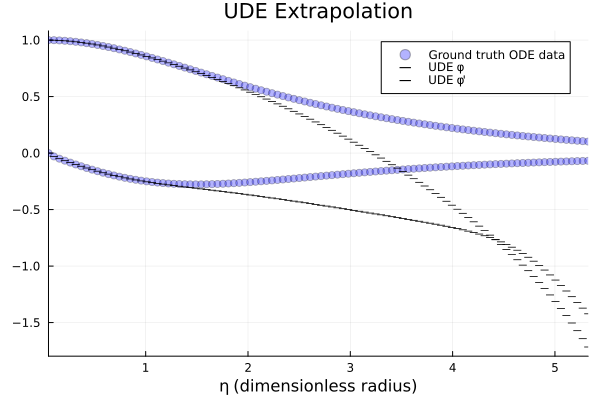 UDE Extrapolation
Ground truth ODE data
UDE φ
UDE φ'
1.0
0.5
0.0
−0.5
−1.0
−1.5
1 2 3 4 5
η (dimensionless radius)